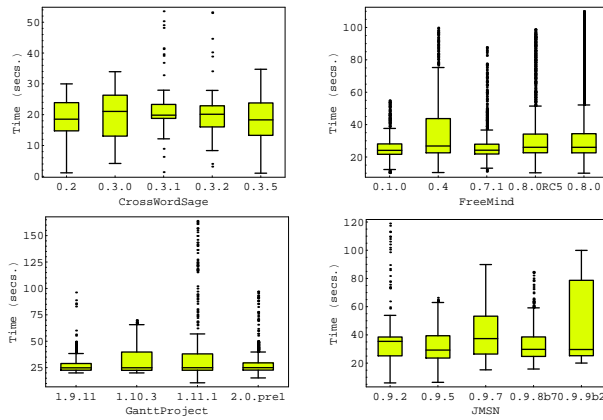 50
40
30
20
10
0
Time (secs.)
0.2 0.3.0 0.3.1 0.3.2 0.3.5
CrossWordSage
100
80
60
40
20
Time (secs.)
0.1.0 0.4 0.7.1 0.8.0RC5 0.8.0
FreeMind
150
125
100
75
50
25
Time (secs.)
1.9.11 1.10.3 1.11.1 2.0.pre1
GanttProject
120
100
80
60
40
20
0
Time (secs.)
0.9.2 0.9.5 0.9.7 0.9.8b7 0.9.9b2
JMSN